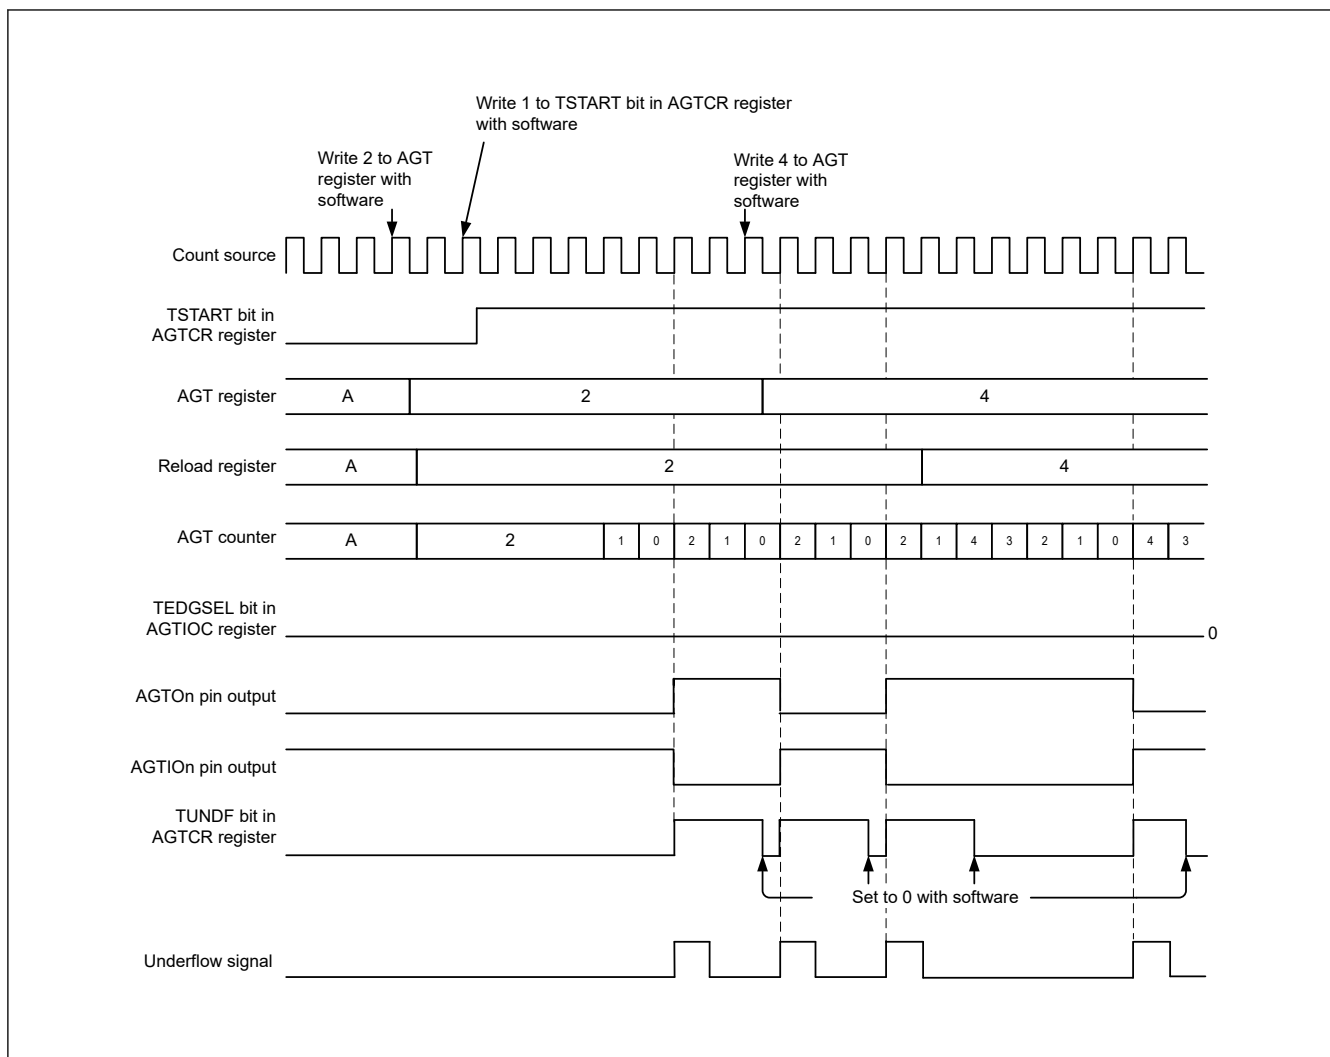 Write 1 to TSTART bit in AGTCR register
with software
Write 2 to AGT
register with
software
Write 4 to AGT
register with
software
Count source
TSTART bit in
AGTCR register
AGT register
A
2
4
Reload register
A
2
4
AGT counter
A
2
1
0
2
1
0
2
1
0
2
1
4
3
2
1
0
4
3
TEDGSEL bit in
AGTIOC register
0
AGTOn pin output
AGTIOn pin output
TUNDF bit in
AGTCR register
Set to 0 with software
Underflow signal